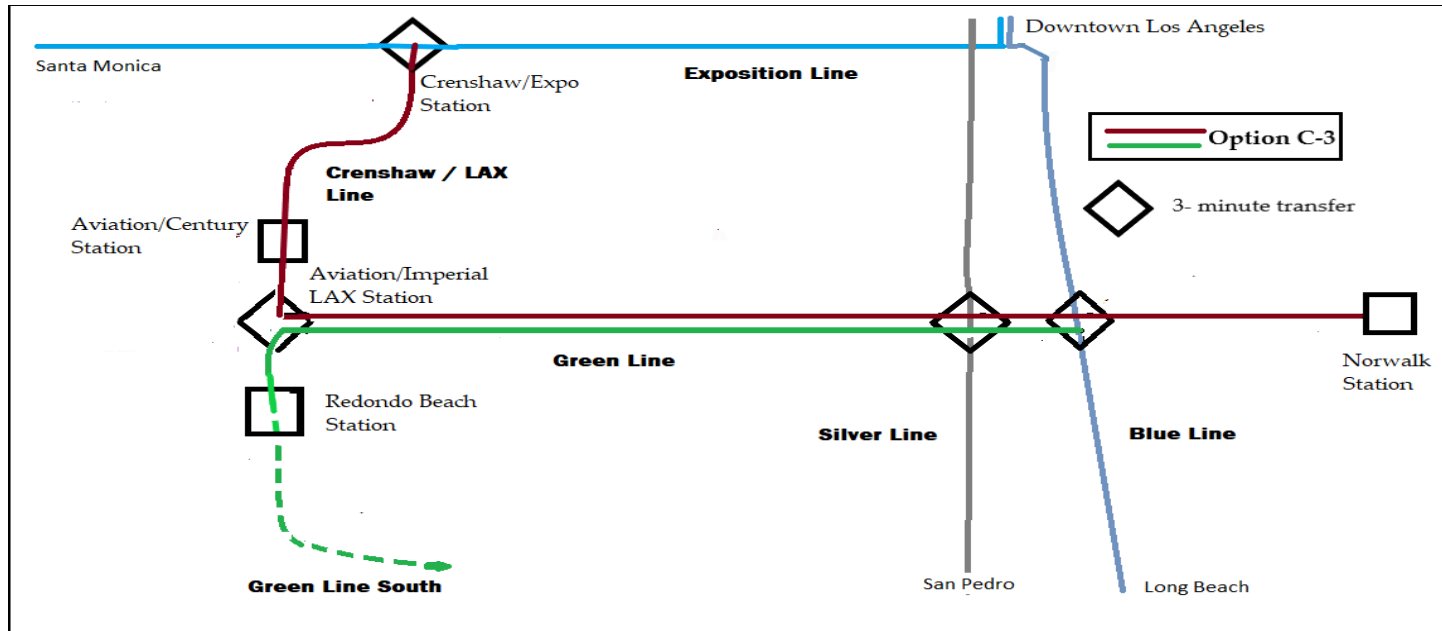 Downtown Los Angeles
Santa Monica
Exposition Line
Crenshaw/Expo
Station
Option C-3
Crenshaw / LAX
Line
3- minute transfer
Aviation/Century
Station
Aviation/Imperial
LAX Station
Green Line
Norwalk
Station
Redondo Beach
Station
Silver Line
Blue Line
Green Line South
San Pedro
Long Beach